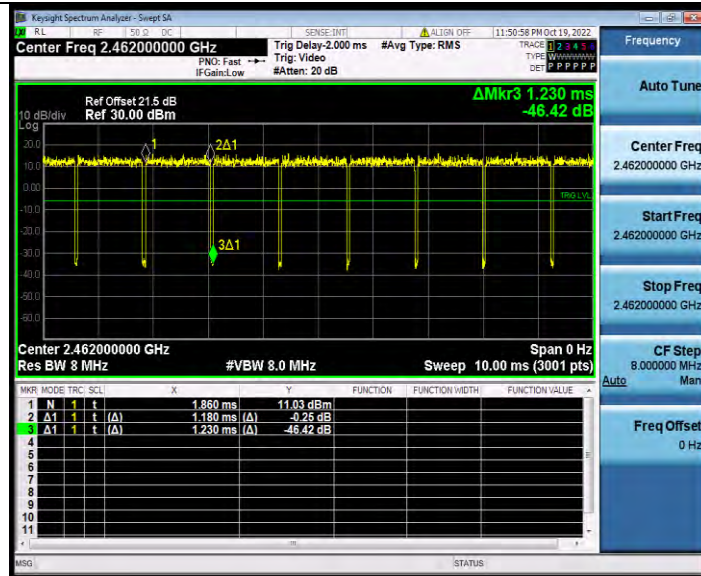 Keysight Spectrum Analyzer - Swept SA
RL RF 50 Ω DC SENSE:INT ALIGN OFF 11:50:58 PM Oct 19, 2022
Center Freq 2.462000000 GHz
PNO: Fast
IFGain:Low
Trig Delay-2.000 ms
Trig: Video
#Atten: 20 dB
#Avg Type: RMS
TRACE 1 2 3 4 5 6
TYPE
DET P P P P P P
Ref Offset 21.5 dB
Ref 30.00 dBm
10 dB/div
Log
ΔMkr3 1.230 ms
-46.42 dB
20.0
10.0
0.00
-10.0
-20.0
-30.0
-40.0
-50.0
-60.0
1
2Δ1
3Δ1
TRIG LVL
Center 2.462000000 GHz
Span 0 Hz
Res BW 8 MHz
#VBW 8.0 MHz
Sweep 10.00 ms (3001 pts)
MKR MODE TRC SCL X Y FUNCTION FUNCTION WIDTH FUNCTION VALUE
1 N 1 t 1.860 ms 11.03 dBm
2 Δ1 1 t (Δ) 1.180 ms (Δ) -0.25 dB
3 Δ1 1 t (Δ) 1.230 ms (Δ) -46.42 dB
4
5
6
7
8
9
10
11
MSG
STATUS
Frequency
Auto Tune
Center Freq
2.462000000 GHz
Start Freq
2.462000000 GHz
Stop Freq
2.462000000 GHz
CF Step
8.000000 MHz
Auto Man
Freq Offset
0 Hz